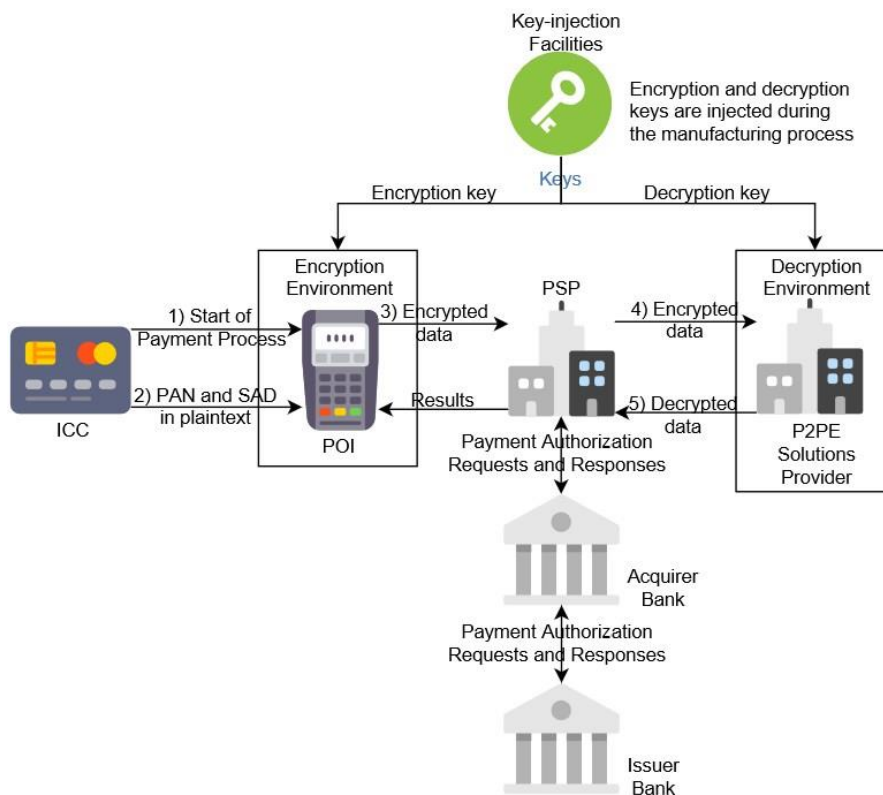 Key-injection
Facilities
Encryption and decryption
keys are injected during
the manufacturing process
Keys
Encryption key
Decryption key
Encryption
Environment
PSP
Decryption
Environment
1) Start of
Payment Process
3) Encrypted
data
4) Encrypted
data
2) PAN and SAD
in plaintext
Results
5) Decrypted
data
ICC
POI
P2PE
Solutions
Provider
Payment Authorization
Requests and Responses
Acquirer
Bank
Payment Authorization
Requests and Responses
Issuer
Bank